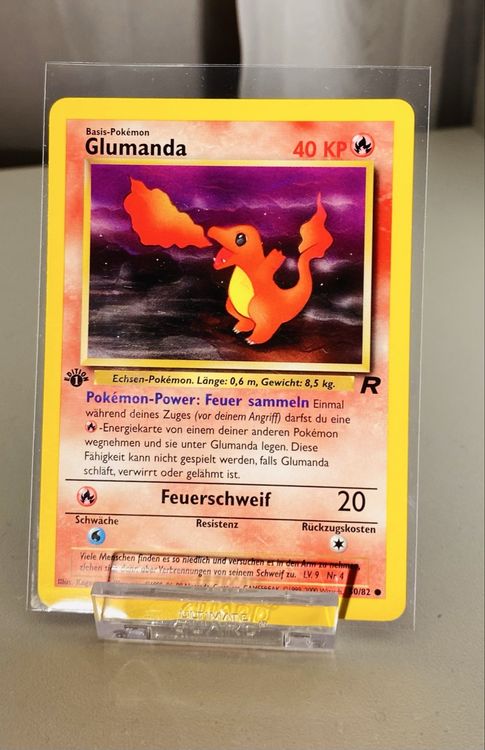 Basis-Pokémon
Glumanda
40 KP
EDITION 1
Echsen-Pokémon. Länge: 0,6 m, Gewicht: 8,5 kg.
R
Pokémon-Power: Feuer sammeln Einmal
während deines Zuges (vor deinem Angriff) darfst du eine
-Energiekarte von einem deiner anderen Pokémon
wegnehmen und sie unter Glumanda legen. Diese
Fähigkeit kann nicht gespielt werden, falls Glumanda
schläft, verwirrt oder gelähmt ist.
Feuerschweif 20
Schwäche Resistenz Rückzugskosten
Viele Menschen finden es so niedlich und versuchen es in den Arm zu nehmen,
ziehen sich aber Verbrennungen von seinem Schweif zu. LV. 9 Nr 4
Illus. 50/82